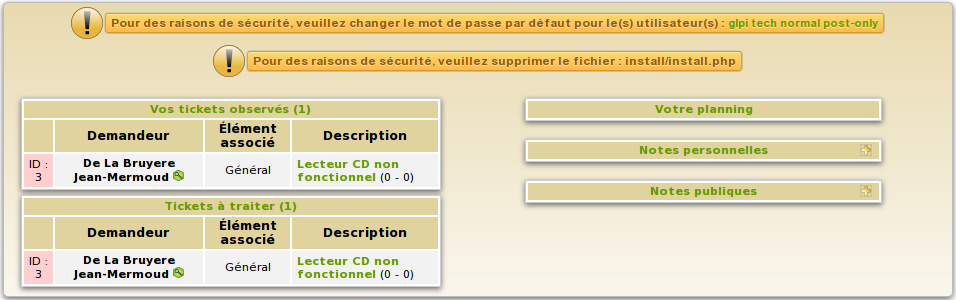 Pour des raisons de sécurité, veuillez changer le mot de passe par défaut pour le(s) utilisateur(s) : glpi tech normal post-only
Pour des raisons de sécurité, veuillez supprimer le fichier : install/install.php
Vos tickets observés (1)
Demandeur
Élément
associé
Description
ID :
3
De La Bruyere
Jean-Mermoud
Général
Lecteur CD non
fonctionnel (0 - 0)
Tickets à traiter (1)
Demandeur
Élément
associé
Description
ID :
3
De La Bruyere
Jean-Mermoud
Général
Lecteur CD non
fonctionnel (0 - 0)
Votre planning
Notes personnelles
Notes publiques